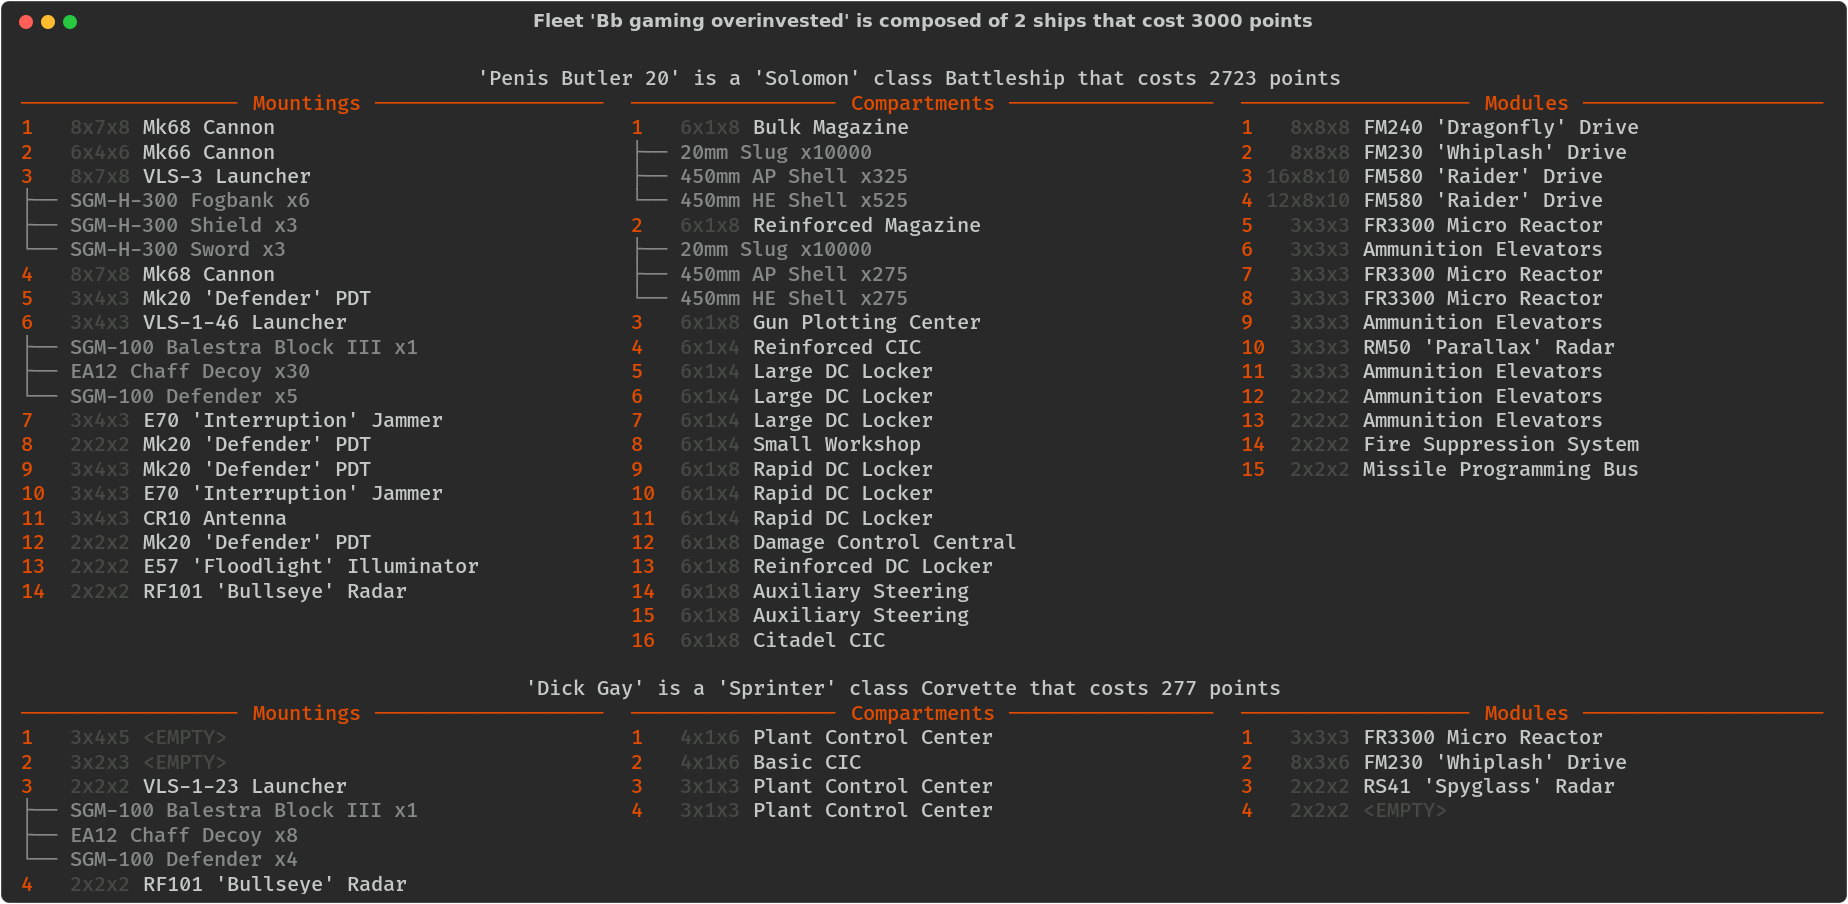 Fleet 'Bb gaming overinvested' is composed of 2 ships that cost 3000 points
'Penis Butler 20' is a 'Solomon' class Battleship that costs 2723 points
Mountings
1 8x7x8 Mk68 Cannon
2 6x4x6 Mk66 Cannon
3 8x7x8 VLS-3 Launcher
SGM-H-300 Fogbank x6
SGM-H-300 Shield x3
SGM-H-300 Sword x3
4 8x7x8 Mk68 Cannon
5 3x4x3 Mk20 'Defender' PDT
6 3x4x3 VLS-1-46 Launcher
SGM-100 Balestra Block III x1
EA12 Chaff Decoy x30
SGM-100 Defender x5
7 3x4x3 E70 'Interruption' Jammer
8 2x2x2 Mk20 'Defender' PDT
9 3x4x3 Mk20 'Defender' PDT
10 3x4x3 E70 'Interruption' Jammer
11 3x4x3 CR10 Antenna
12 2x2x2 Mk20 'Defender' PDT
13 2x2x2 E57 'Floodlight' Illuminator
14 2x2x2 RF101 'Bullseye' Radar
Compartments
1 6x1x8 Bulk Magazine
20mm Slug x10000
450mm AP Shell x325
450mm HE Shell x525
2 6x1x8 Reinforced Magazine
20mm Slug x10000
450mm AP Shell x275
450mm HE Shell x275
3 6x1x8 Gun Plotting Center
4 6x1x4 Reinforced CIC
5 6x1x4 Large DC Locker
6 6x1x4 Large DC Locker
7 6x1x4 Large DC Locker
8 6x1x4 Small Workshop
9 6x1x8 Rapid DC Locker
10 6x1x4 Rapid DC Locker
11 6x1x4 Rapid DC Locker
12 6x1x8 Damage Control Central
13 6x1x8 Reinforced DC Locker
14 6x1x8 Auxiliary Steering
15 6x1x8 Auxiliary Steering
16 6x1x8 Citadel CIC
Modules
1 8x8x8 FM240 'Dragonfly' Drive
2 8x8x8 FM230 'Whiplash' Drive
3 16x8x10 FM580 'Raider' Drive
4 12x8x10 FM580 'Raider' Drive
5 3x3x3 FR3300 Micro Reactor
6 3x3x3 Ammunition Elevators
7 3x3x3 FR3300 Micro Reactor
8 3x3x3 FR3300 Micro Reactor
9 3x3x3 Ammunition Elevators
10 3x3x3 RM50 'Parallax' Radar
11 3x3x3 Ammunition Elevators
12 2x2x2 Ammunition Elevators
13 2x2x2 Ammunition Elevators
14 2x2x2 Fire Suppression System
15 2x2x2 Missile Programming Bus
'Dick Gay' is a 'Sprinter' class Corvette that costs 277 points
Mountings
1 3x4x5 <EMPTY>
2 3x2x3 <EMPTY>
3 2x2x2 VLS-1-23 Launcher
SGM-100 Balestra Block III x1
EA12 Chaff Decoy x8
SGM-100 Defender x4
4 2x2x2 RF101 'Bullseye' Radar
Compartments
1 4x1x6 Plant Control Center
2 4x1x6 Basic CIC
3 3x1x3 Plant Control Center
4 3x1x3 Plant Control Center
Modules
1 3x3x3 FR3300 Micro Reactor
2 8x3x6 FM230 'Whiplash' Drive
3 2x2x2 RS41 'Spyglass' Radar
4 2x2x2 <EMPTY>